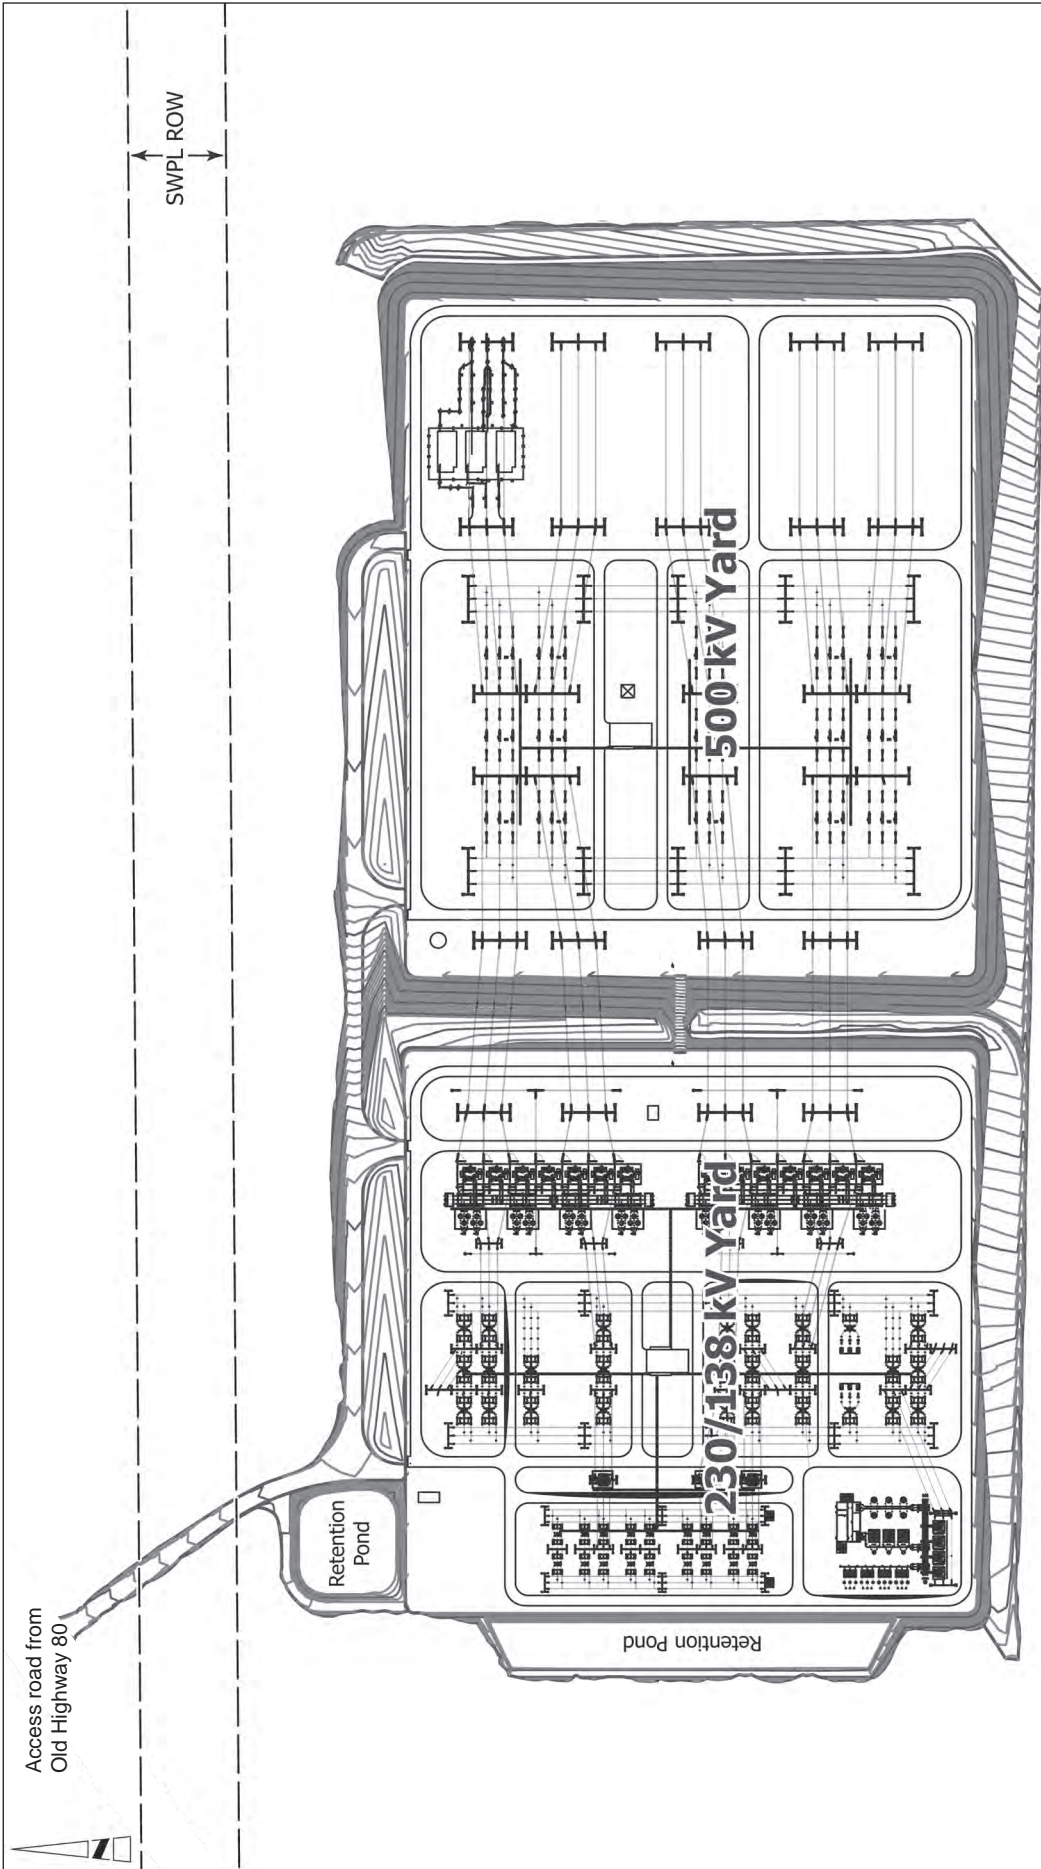 Access road from
Old Highway 80
SWPL ROW
Retention
Pond
Retention Pond
230/138-kV Yard
500-kV Yard
N